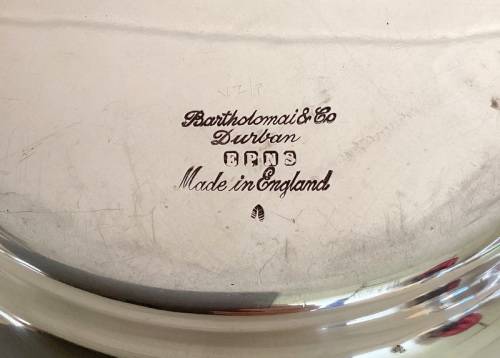 Bartholomai & Co
Durban
EPNS
Made in England